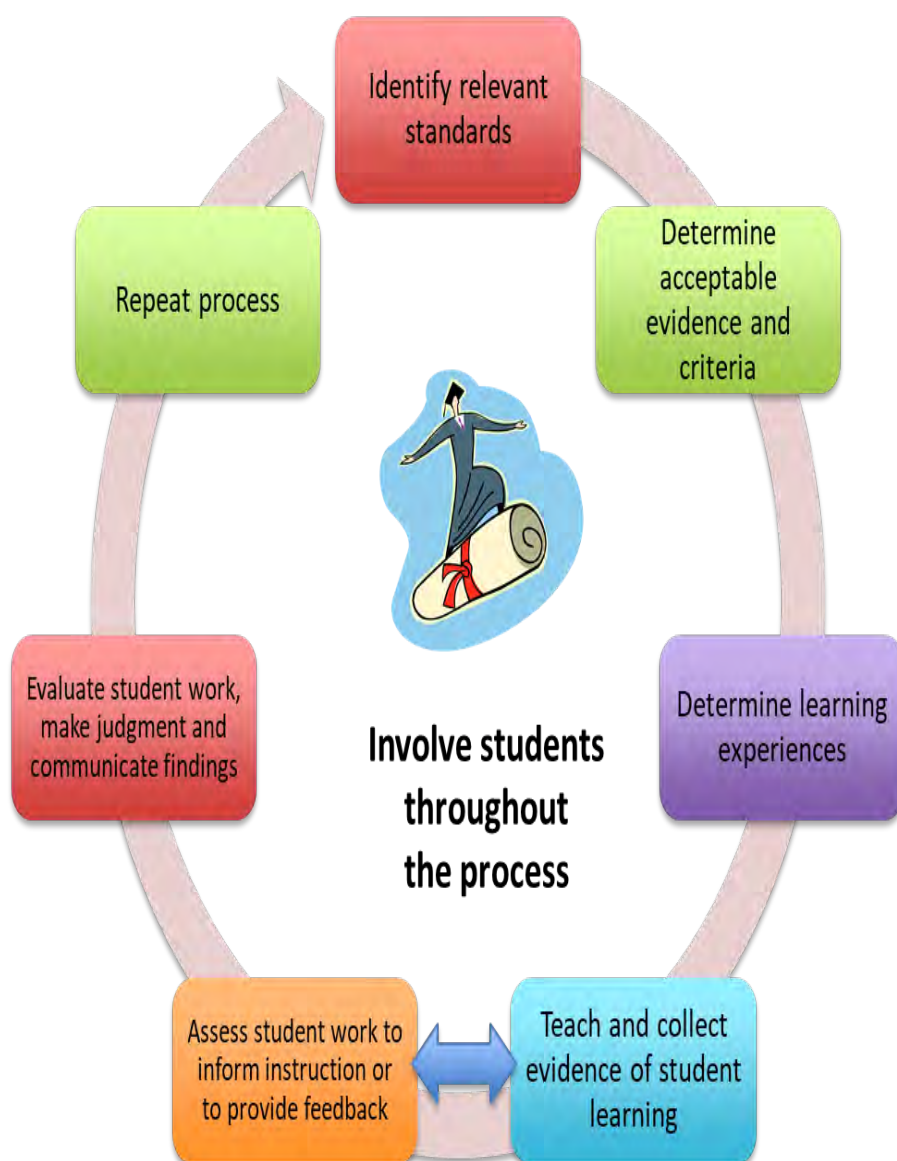 Identify relevant
standards
Determine
acceptable
evidence and
criteria
Determine learning
experiences
Teach and collect
evidence of student
learning
Assess student work to
inform instruction or
to provide feedback
Evaluate student work,
make judgment and
communicate findings
Repeat process
Involve students
throughout
the process